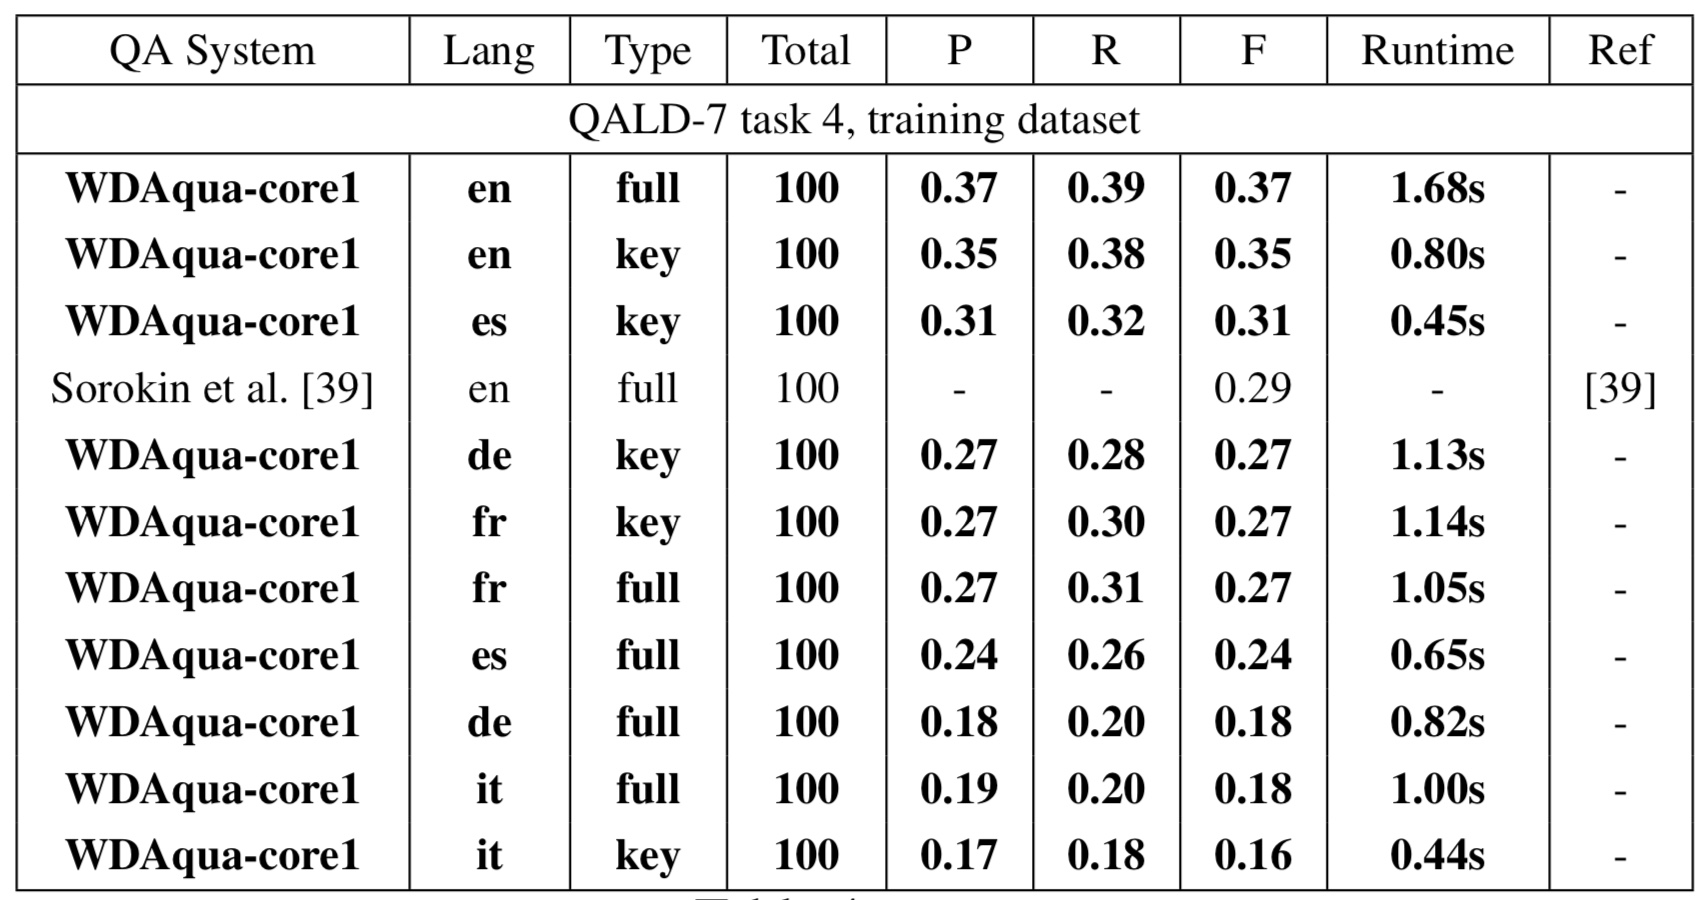 QA System Lang Type Total P R F Runtime Ref
QALD-7 task 4, training dataset
WDAqua-core1 en full 100 0.37 0.39 0.37 1.68s -
WDAqua-core1 en key 100 0.35 0.38 0.35 0.80s -
WDAqua-core1 es key 100 0.31 0.32 0.31 0.45s -
Sorokin et al. [39] en full 100 - - 0.29 - [39]
WDAqua-core1 de key 100 0.27 0.28 0.27 1.13s -
WDAqua-core1 fr key 100 0.27 0.30 0.27 1.14s -
WDAqua-core1 fr full 100 0.27 0.31 0.27 1.05s -
WDAqua-core1 es full 100 0.24 0.26 0.24 0.65s -
WDAqua-core1 de full 100 0.18 0.20 0.18 0.82s -
WDAqua-core1 it full 100 0.19 0.20 0.18 1.00s -
WDAqua-core1 it key 100 0.17 0.18 0.16 0.44s -